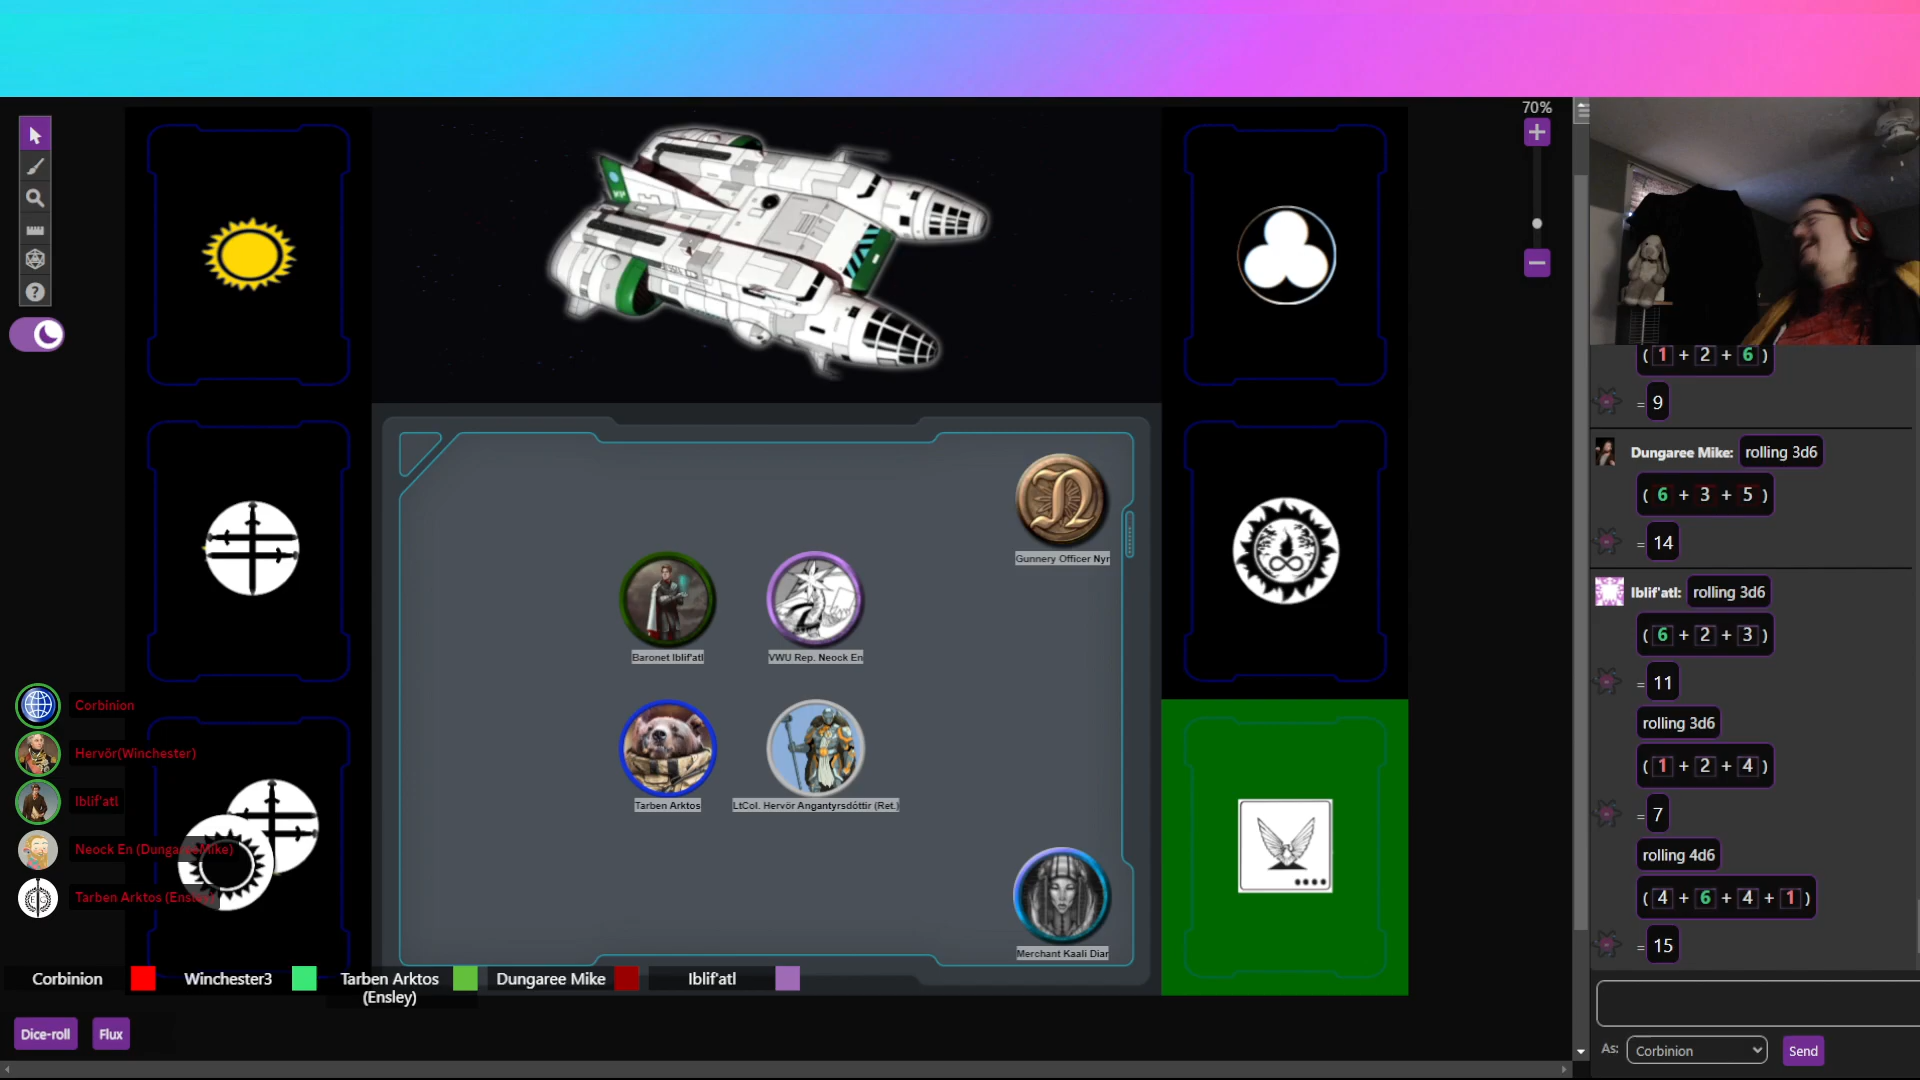 70%
(1 + 2 + 6)
= 9
Dungaree Mike: rolling 3d6
(6 + 3 + 5)
= 14
Gunnery Officer Nyr
Iblif'atl: rolling 3d6
(6 + 2 + 3)
= 11
Baronet Iblif'atl
VWU Rep. Neock En
rolling 3d6
(1 + 2 + 4)
= 7
Tarben Arktos
LtCol. Hervör Angantyrsdóttir (Ret.)
rolling 4d6
(4 + 6 + 4 + 1)
= 15
Merchant Kaali Diar
Corbinion
Hervör(Winchester)
Iblif'atl
Neock En (DungareeMike)
Tarben Arktos (Ensley)
Corbinion
Winchester3
Tarben Arktos
(Ensley)
Dungaree Mike
Iblif'atl
Dice-roll
Flux
As:
Corbinion
Send